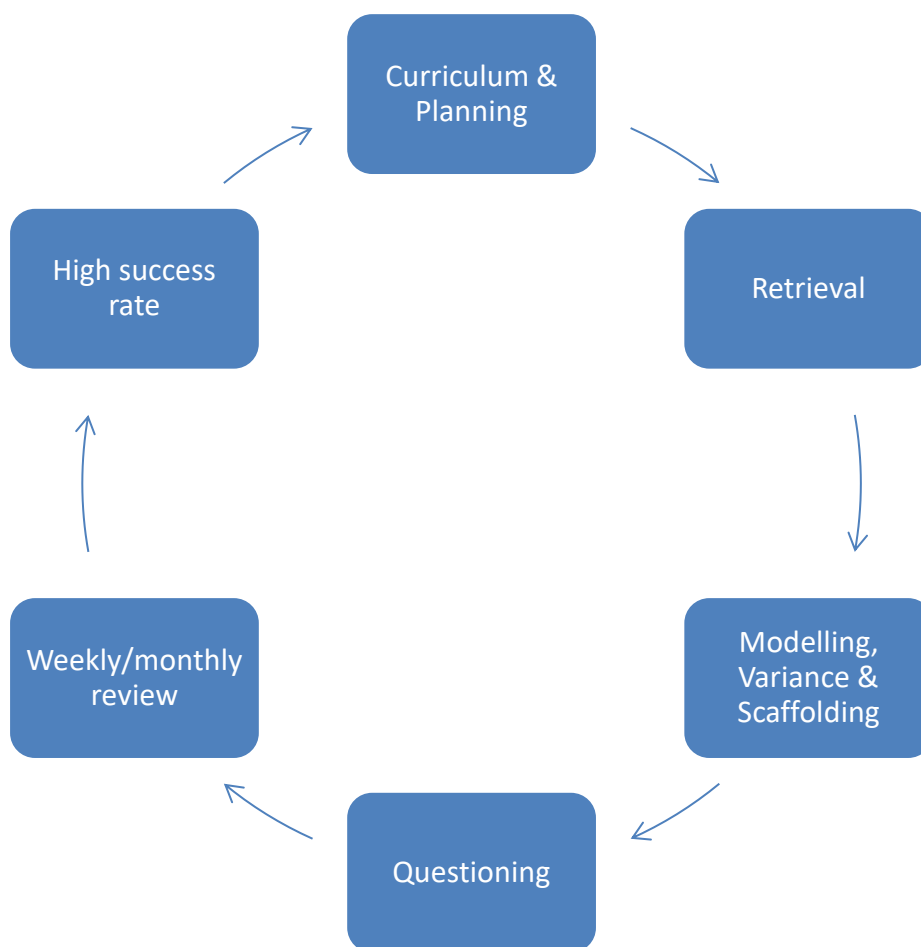 Curriculum &
Planning
Retrieval
Modelling,
Variance &
Scaffolding
Questioning
Weekly/monthly
review
High success
rate